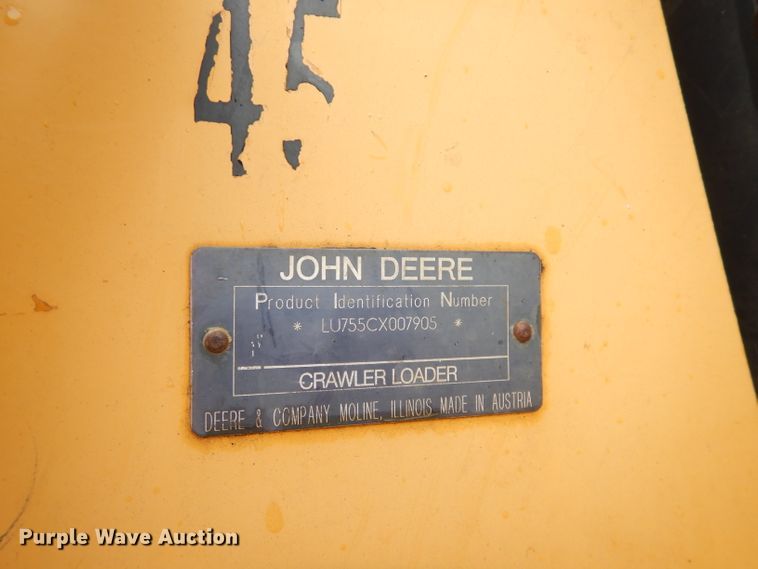 45
JOHN DEERE
Product Identification Number
* LU755CX007905 *
CRAWLER LOADER
DEERE & COMPANY MOLINE, ILLINOIS MADE IN AUSTRIA
Purple Wave Auction®